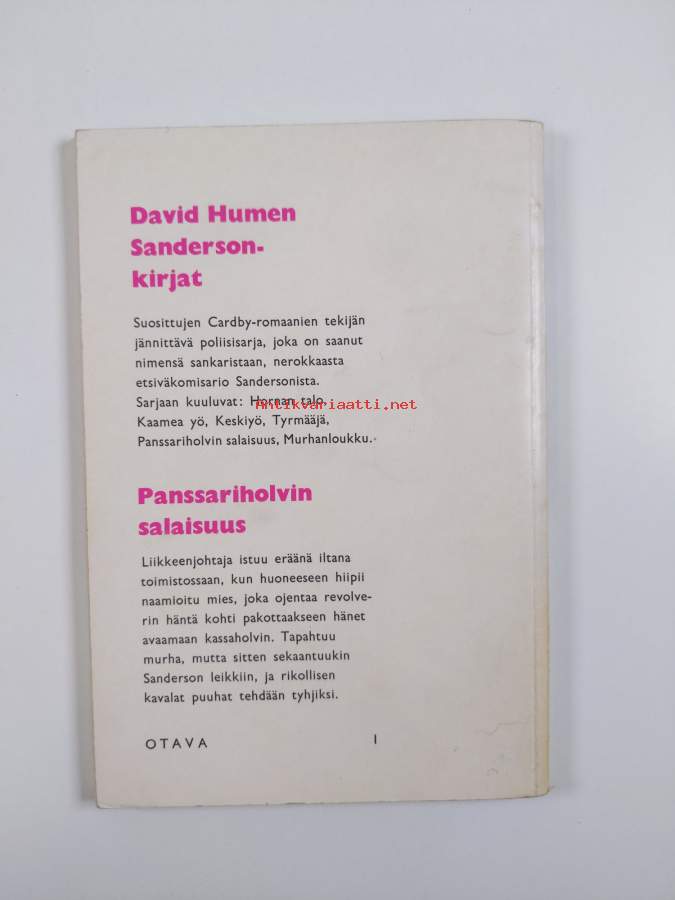 David Humen
Sanderson-
kirjat
Suosittujen Cardby-romaanien tekijän
jännittävä poliisisarja, joka on saanut
nimensä sankaristaan, nerokkaasta
etsiväkomisario Sandersonista.
Sarjaan kuuluvat: Hornan talo,
Antikvariaatti.net
Kaamea yö, Keskiyö, Tyrmääjä,
Panssariholvin salaisuus, Murhanloukku.
Panssariholvin
salaisuus
Liikkeenjohtaja istuu eräänä iltana
toimistossaan, kun huoneeseen hiipii
naamioitu mies, joka ojentaa revolve-
rin häntä kohti pakottaakseen hänet
avaamaan kassaholvin. Tapahtuu
murha, mutta sitten sekaantuukin
Sanderson leikkiin, ja rikollisen
kavalat puuhat tehdään tyhjiksi.
OTAVA I